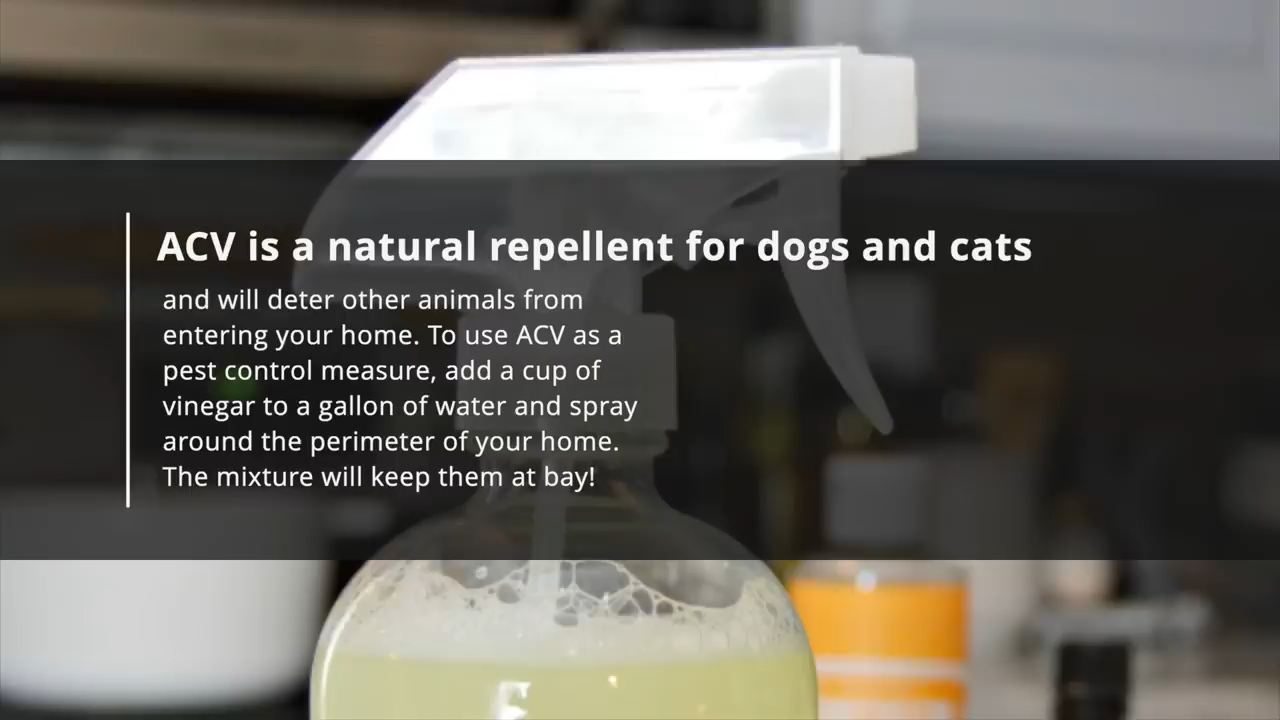 ACV is a natural repellent for dogs and cats
and will deter other animals from
entering your home. To use ACV as a
pest control measure, add a cup of
vinegar to a gallon of water and spray
around the perimeter of your home.
The mixture will keep them at bay!